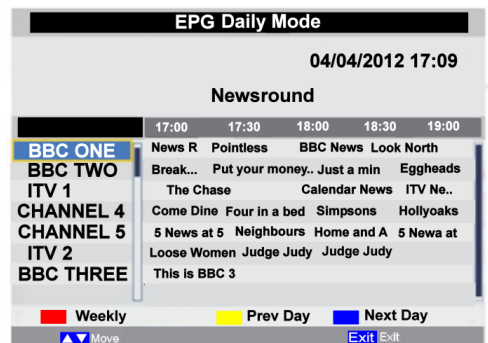 EPG Daily Mode
04/04/2012 17:09
Newsround
17:00 17:30 18:00 18:30 19:00
BBC ONE News R Pointless BBC News Look North
BBC TWO Break... Put your money.. Just a min Eggheads
ITV 1 The Chase Calendar News ITV Ne..
CHANNEL 4 Come Dine Four in a bed Simpsons Hollyoaks
CHANNEL 5 5 News at 5 Neighbours Home and A 5 Newa at
ITV 2 Loose Women Judge Judy Judge Judy
BBC THREE This is BBC 3
Weekly Prev Day Next Day
Move Exit Exit